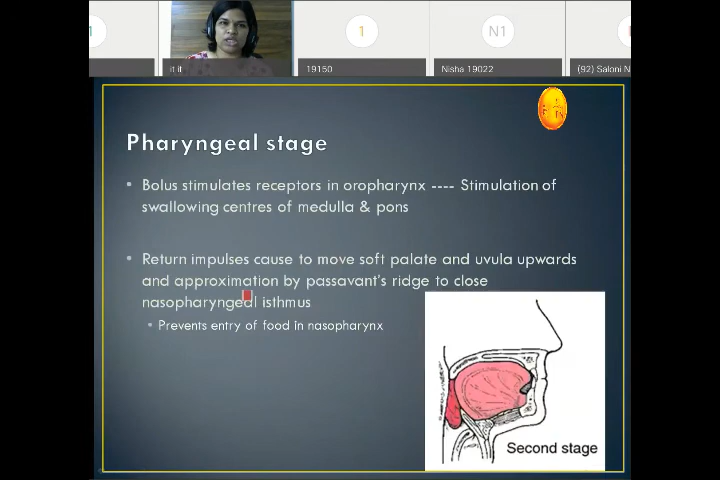 1
it it
19150
N1
Nisha 19022
(92) Saloni N
Pharyngeal stage
• Bolus stimulates receptors in oropharynx ---- Stimulation of
swallowing centres of medulla & pons
• Return impulses cause to move soft palate and uvula upwards
and approximation by passavant's ridge to close
nasopharyngeal isthmus
• Prevents entry of food in nasopharynx
Second stage